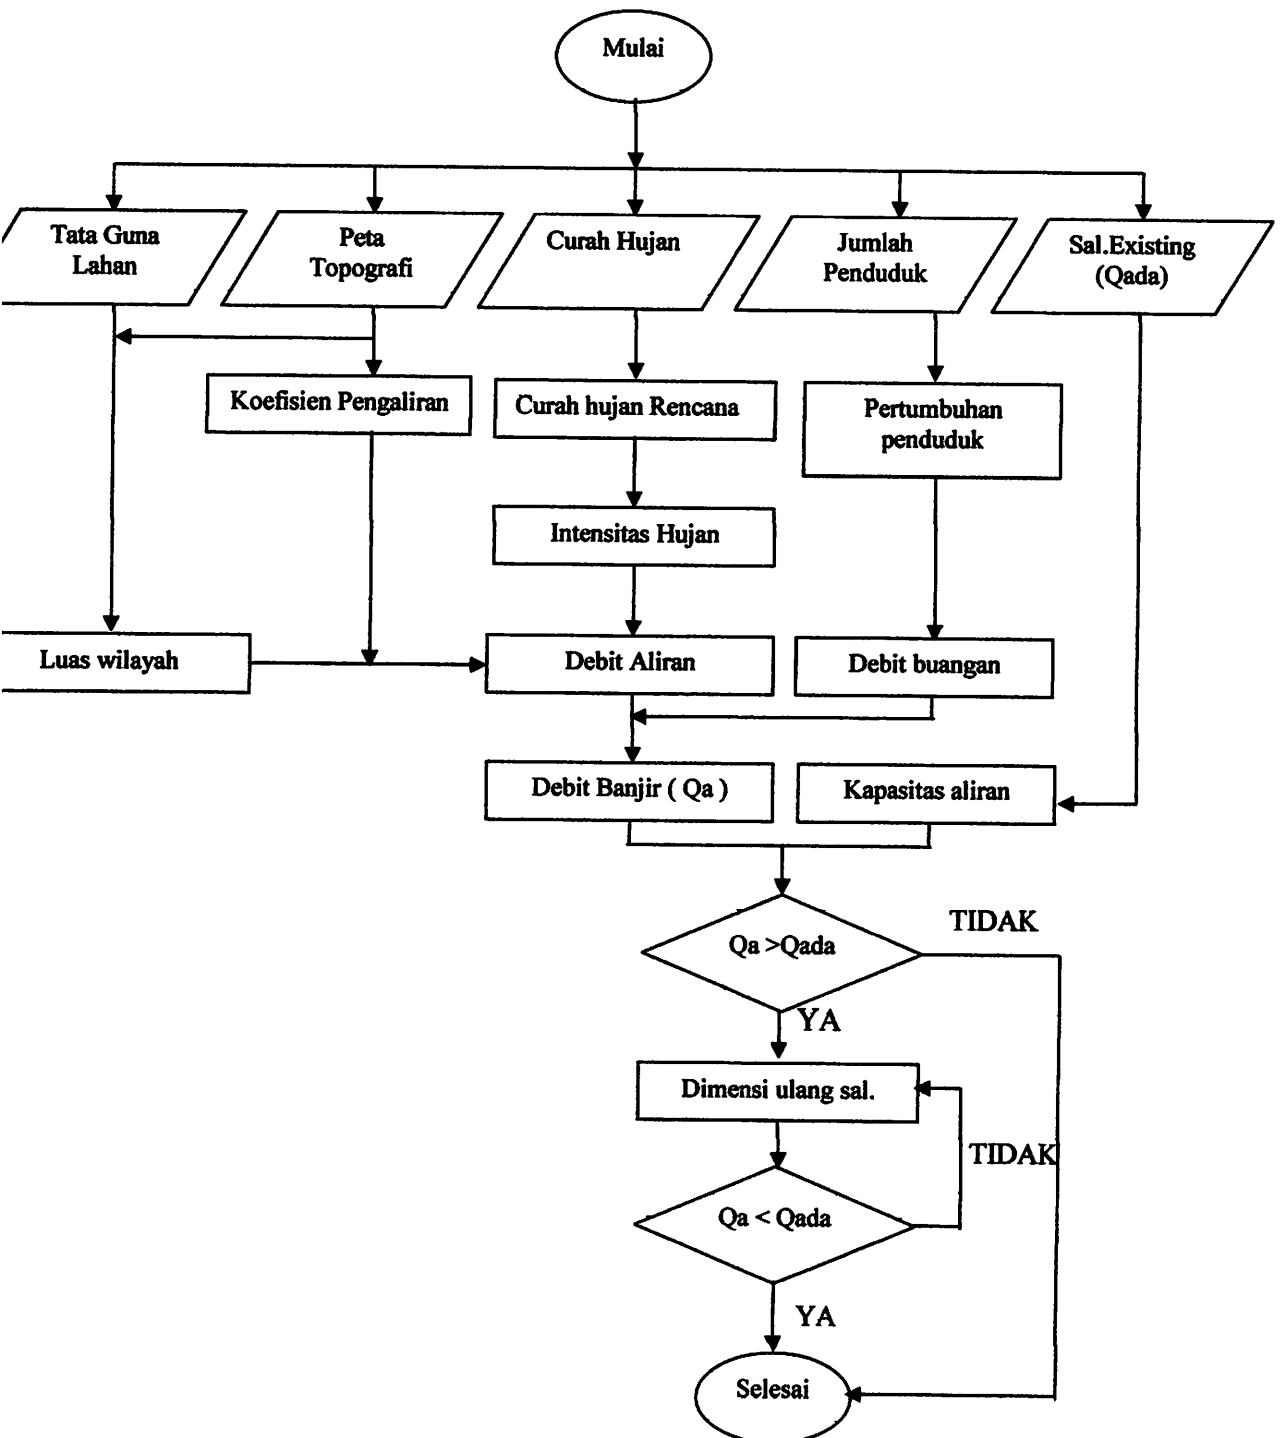 Mulai
Tata Guna
Lahan
Peta
Topografi
Curah Hujan
Jumlah
Penduduk
Sal.Existing
(Qada)
Koefisien Pengaliran
Curah hujan Rencana
Pertumbuhan
penduduk
Intensitas Hujan
Luas wilayah
Debit Aliran
Debit buangan
Debit Banjir ( Qa )
Kapasitas aliran
Qa >Qada
TIDAK
YA
Dimensi ulang sal.
TIDAK
Qa < Qada
YA
Selesai